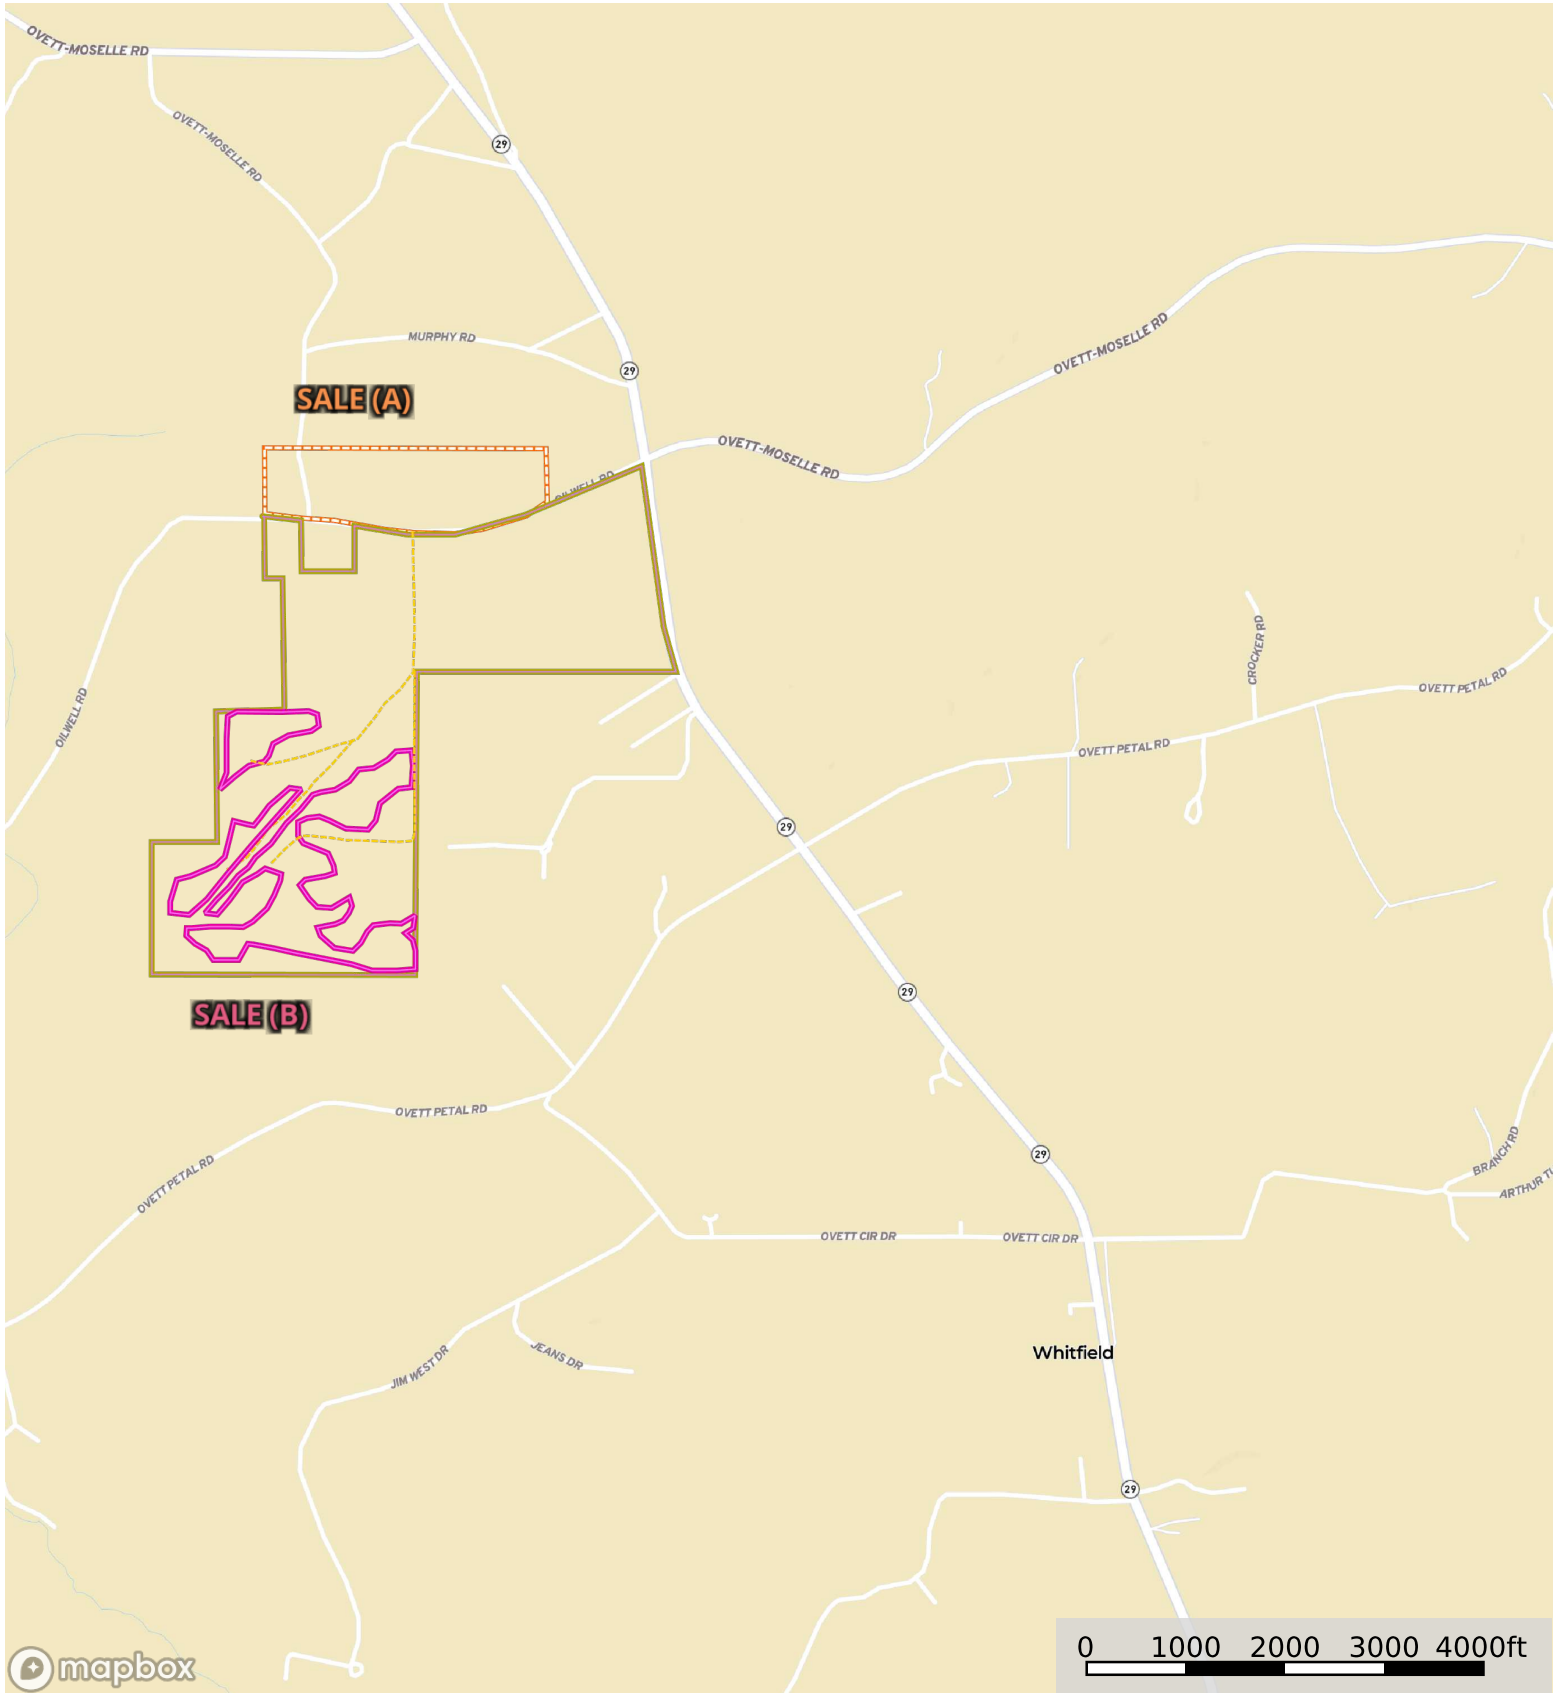 OVETT-MOSELLE RD
OVETT-MOSELLE RD
29
MURPHY RD
29
OVETT-MOSELLE RD
SALE (A)
OVETT-MOSELLE RD
OILWELL RD
CROCKER RD
OVETT PETAL RD
OILWELL RD
OVETT PETAL RD
29
29
SALE (B)
OVETT PETAL RD
29
BRANCH RD
OVETT PETAL RD
ARTHUR
OVETT CIR DR
OVETT CIR DR
Whitfield
JEANS DR
JIM WEST DR
29
mapbox
0 1000 2000 3000 4000ft